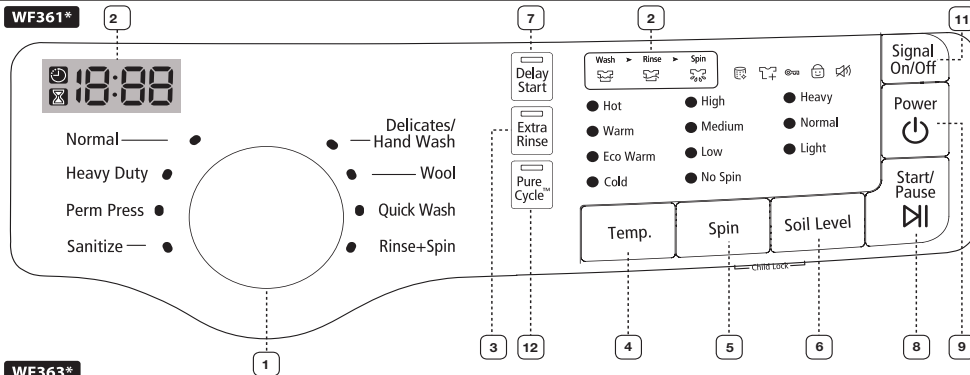 WF361*
2
7
2
11
18:88
Delay
Start
Wash ➤ Rinse ➤ Spin
Signal
On/Off
Normal
Heavy Duty
Perm Press
Sanitize
Delicates/
Hand Wash
Wool
Quick Wash
Rinse+Spin
Extra
Rinse
Pure
Cycle™
Hot
Warm
Eco Warm
Cold
High
Medium
Low
No Spin
Heavy
Normal
Light
Power
Start/
Pause
Temp.
Spin
Soil Level
Child Lock
1
3
12
4
5
6
8
9
WF363*